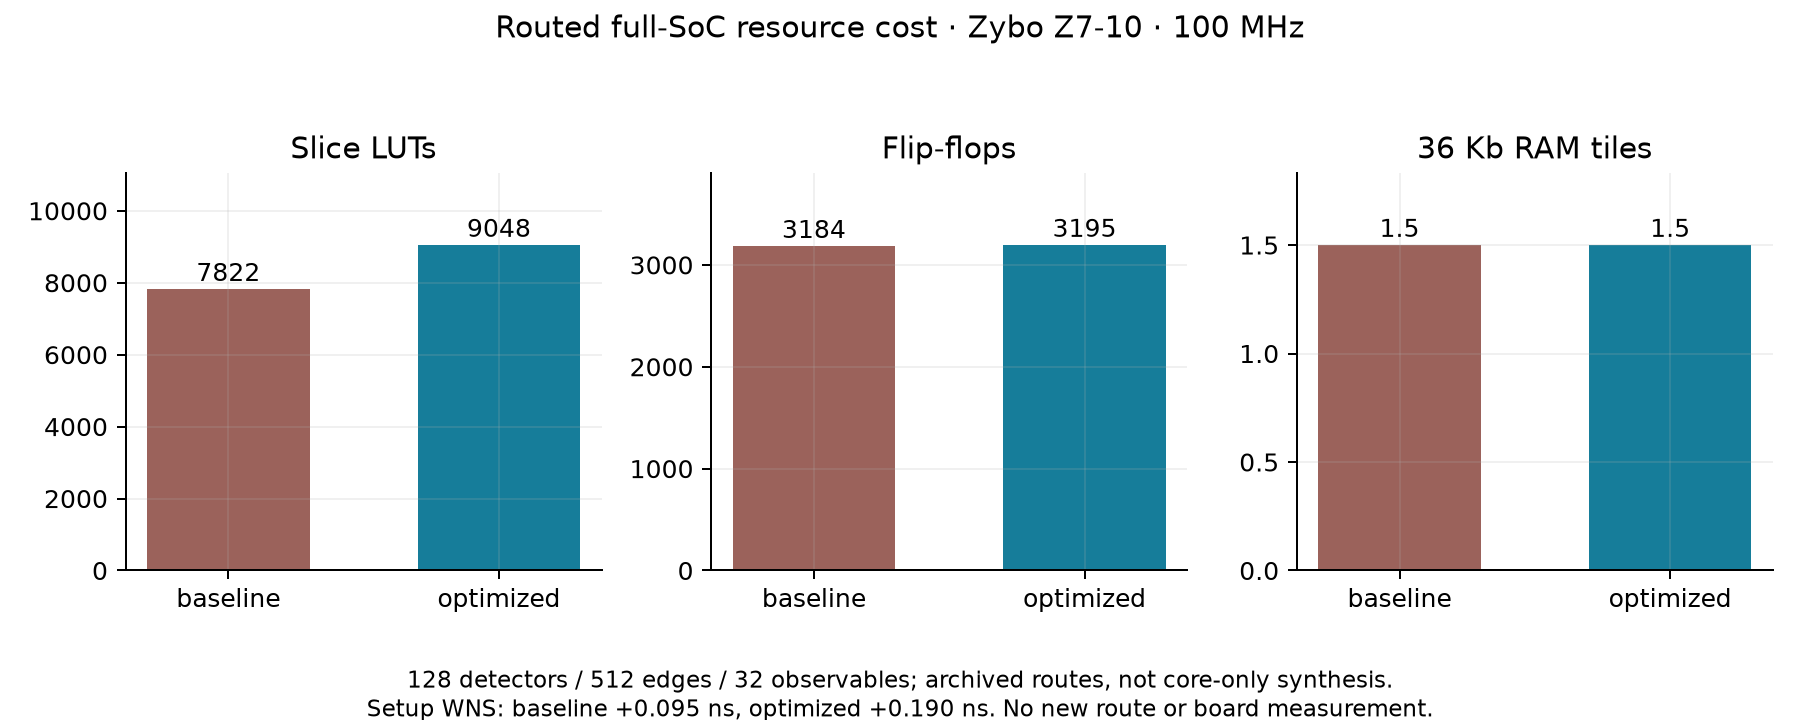 Routed full-SoC resource cost · Zybo Z7-10 · 100 MHz
Slice LUTs
10000
8000
6000
4000
2000
0
7822
9048
baseline
optimized
Flip-flops
3000
2000
1000
0
3184
3195
baseline
optimized
36 Kb RAM tiles
1.5
1.0
0.5
0.0
1.5
1.5
baseline
optimized
128 detectors / 512 edges / 32 observables; archived routes, not core-only synthesis.
Setup WNS: baseline +0.095 ns, optimized +0.190 ns. No new route or board measurement.